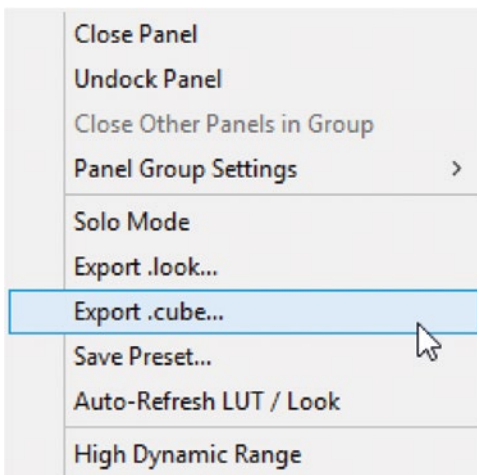 Close Panel
Undock Panel
Close Other Panels in Group
Panel Group Settings
Solo Mode
Export .look...
Export .cube...
Save Preset...
Auto-Refresh LUT / Look
High Dynamic Range